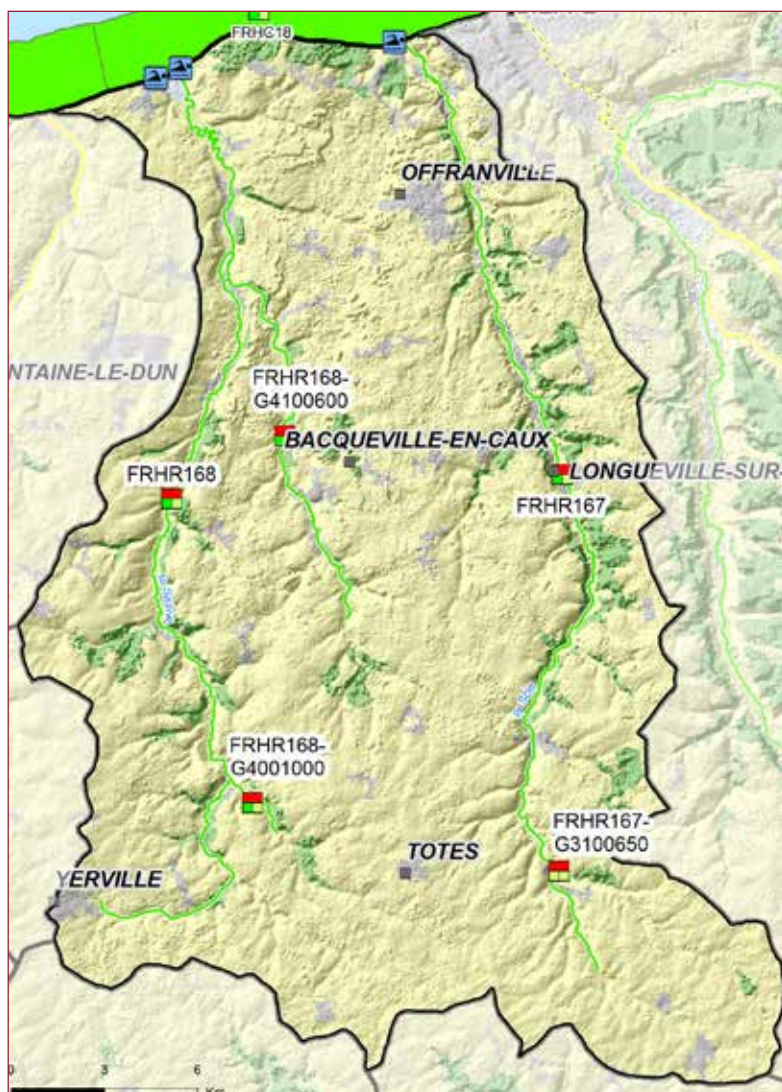 FRHC18
OFFRANVILLE
NTAINE-LE-DUN
FRHR168-
G4100600
BACQUEVILLE-EN-CAUX
FRHR168
LONGUEVILLE-SUR-
FRHR167
FRHR168-
G4001000
FRHR167-
G3100650
TOTES
YERVILLE
0 3 6
Km